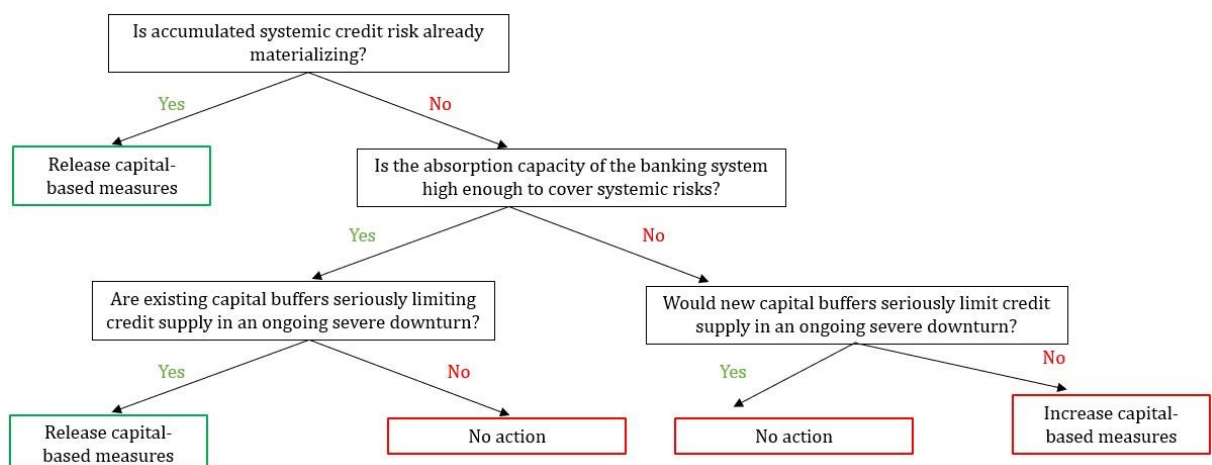 Is accumulated systemic credit risk already
materializing?
Yes
No
Release capital-
based measures
Is the absorption capacity of the banking system
high enough to cover systemic risks?
Yes
No
Are existing capital buffers seriously limiting
credit supply in an ongoing severe downturn?
Would new capital buffers seriously limit credit
supply in an ongoing severe downturn?
Yes
No
Yes
No
Release capital-
based measures
No action
No action
Increase capital-
based measures